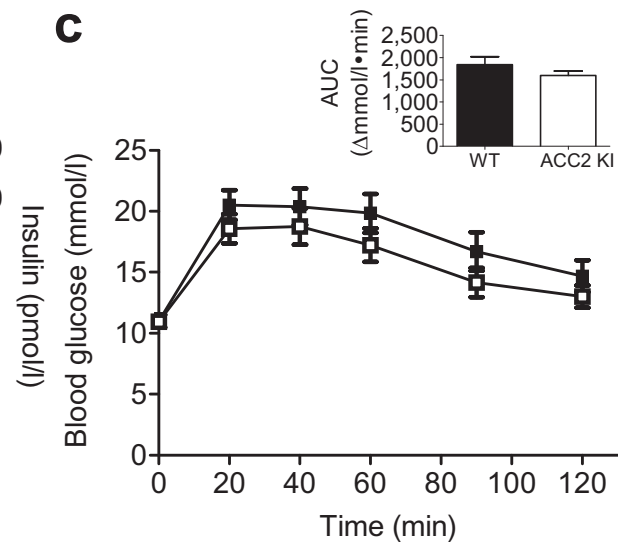 c
AUC
(Δmmol/l•min)
2,500
2,000
1,500
1,000
500
0
WT ACC2 KI
Insulin (pmol/l)
Blood glucose (mmol/l)
25
20
15
10
5
0
0 20 40 60 80 100 120
Time (min)